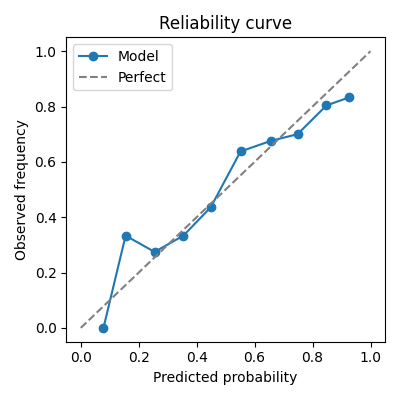 Reliability curve
1.0
0.8
0.6
0.4
0.2
0.0
Observed frequency
Model
Perfect
0.0 0.2 0.4 0.6 0.8 1.0
Predicted probability